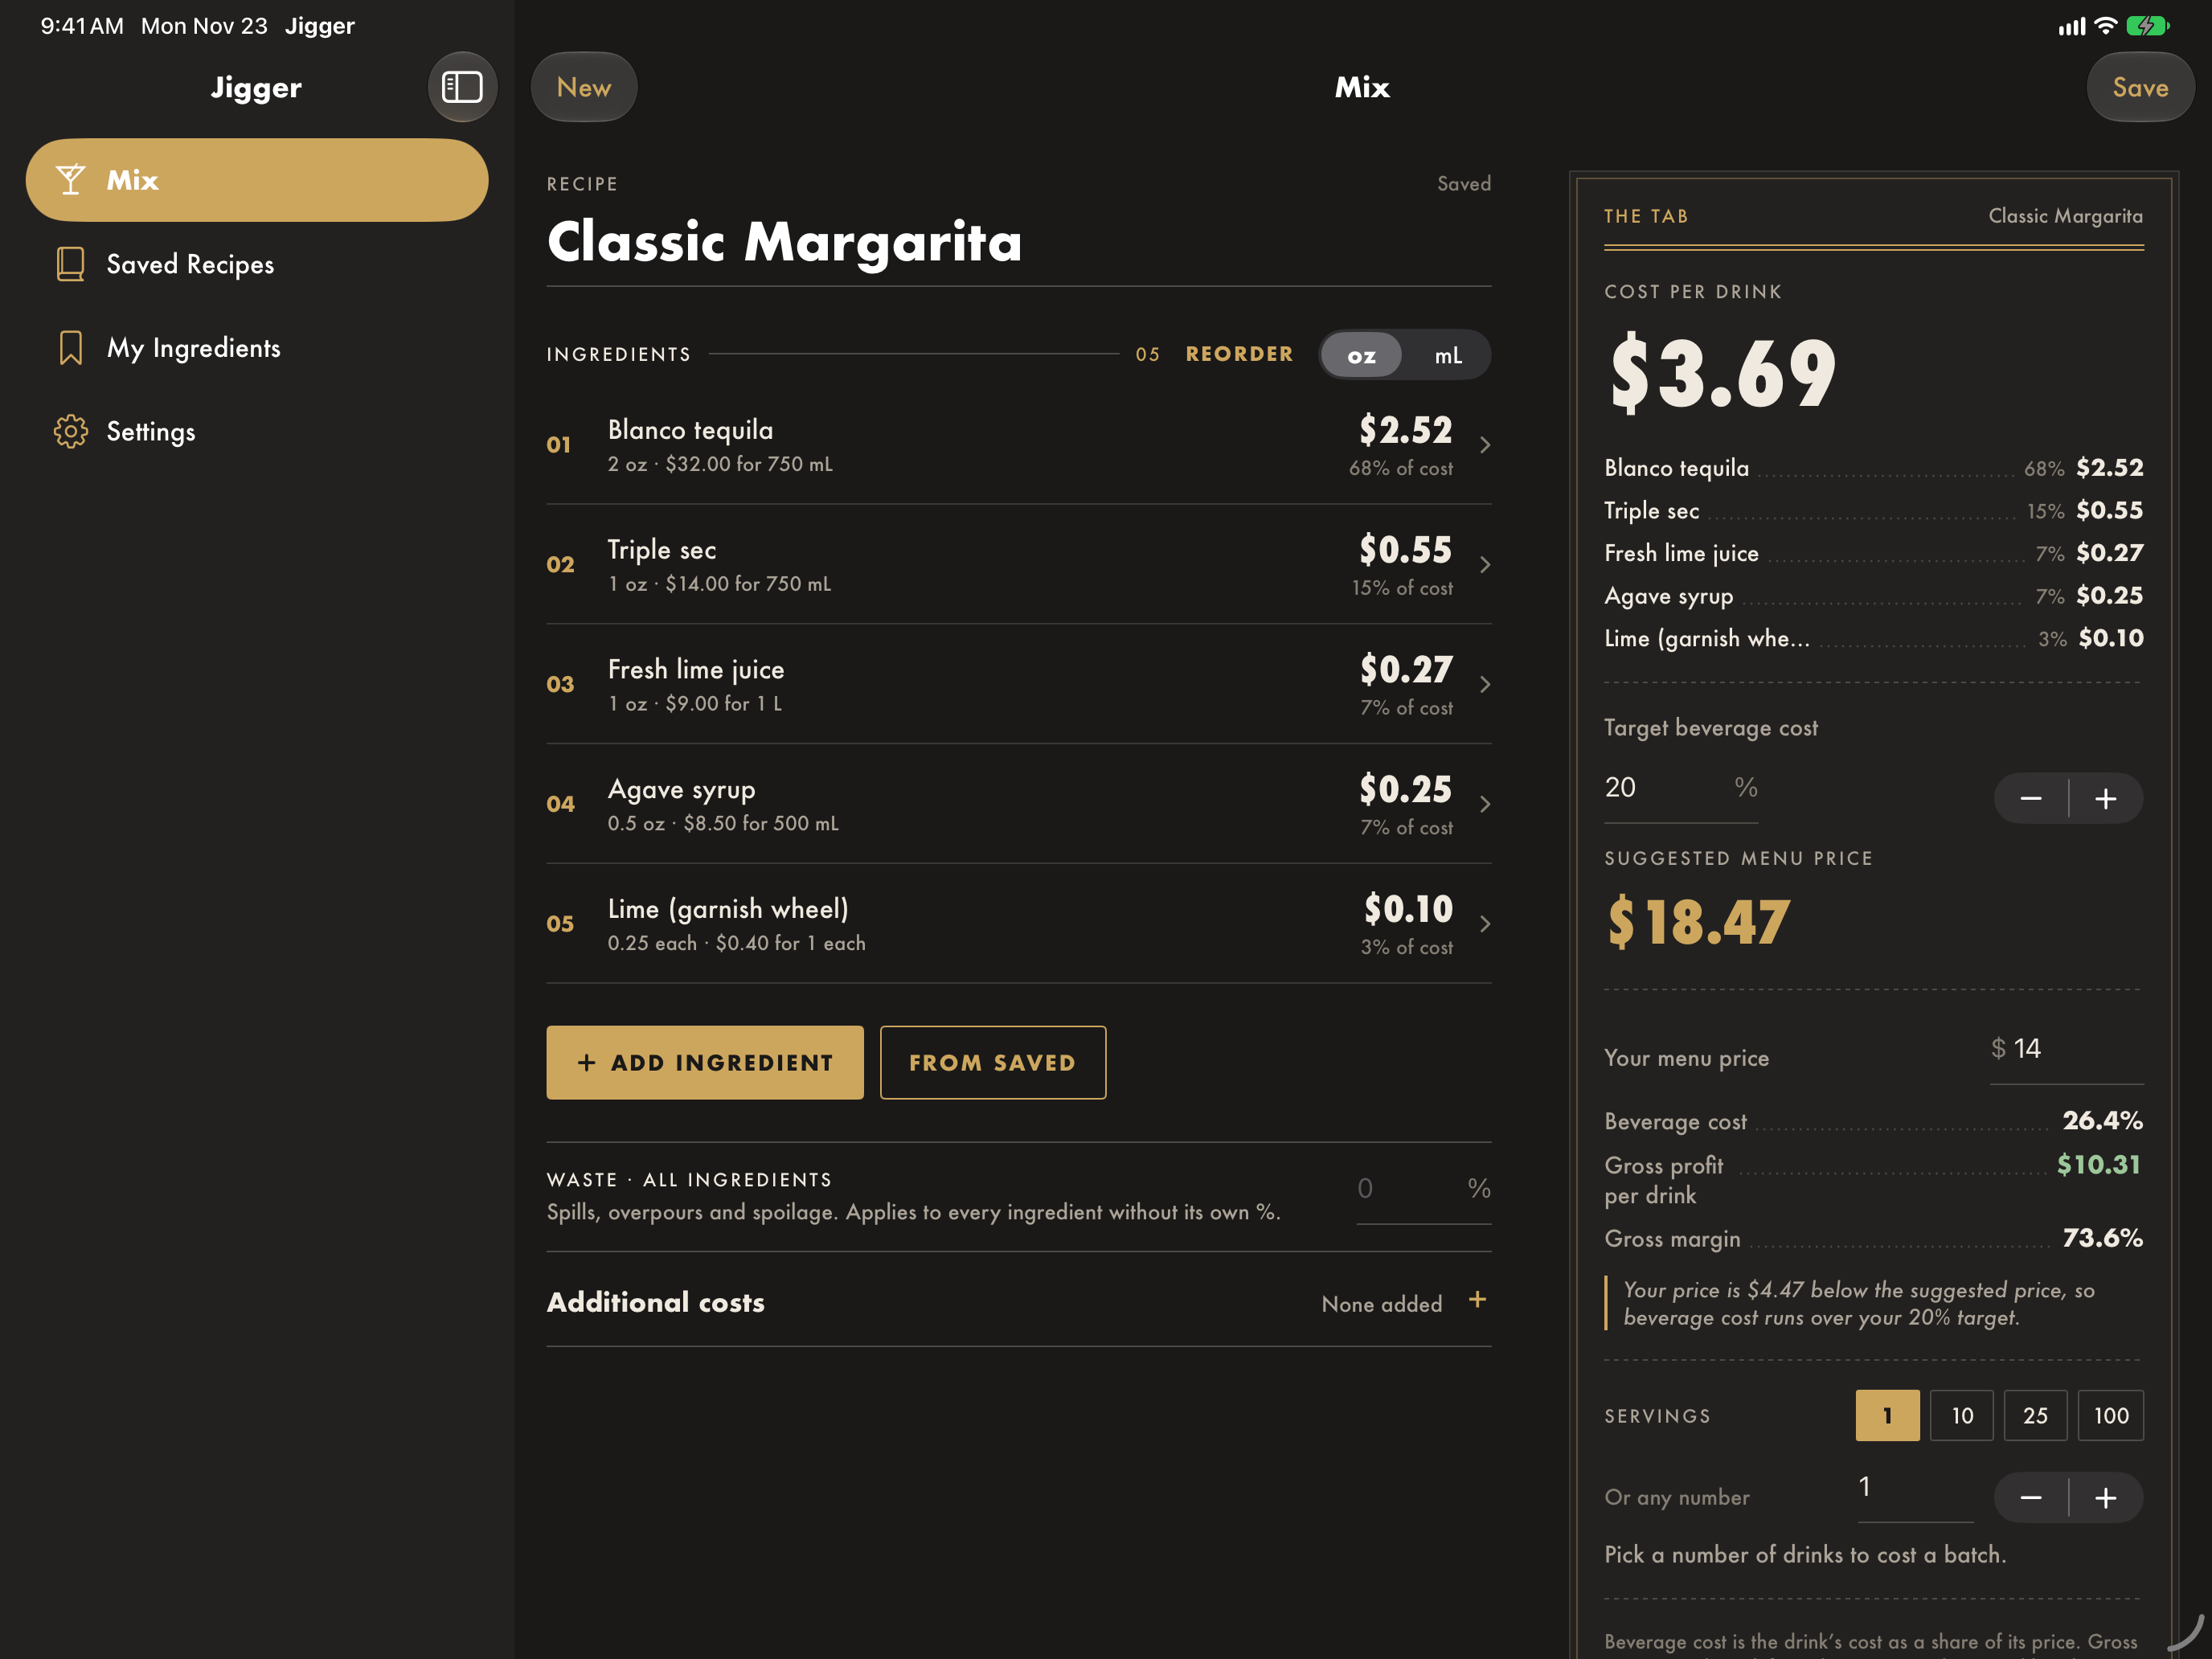 9:41 AM Mon Nov 23 Jigger
Jigger
Mix
Saved Recipes
My Ingredients
Settings
New
Mix
Save
RECIPE
Saved
Classic Margarita
INGREDIENTS
05
REORDER
oz
mL
01
Blanco tequila
2 oz · $32.00 for 750 mL
$2.52
68% of cost
02
Triple sec
1 oz · $14.00 for 750 mL
$0.55
15% of cost
03
Fresh lime juice
1 oz · $9.00 for 1 L
$0.27
7% of cost
04
Agave syrup
0.5 oz · $8.50 for 500 mL
$0.25
7% of cost
05
Lime (garnish wheel)
0.25 each · $0.40 for 1 each
$0.10
3% of cost
+ ADD INGREDIENT
FROM SAVED
WASTE · ALL INGREDIENTS
Spills, overpours and spoilage. Applies to every ingredient without its own %.
0 %
Additional costs
None added +
THE TAB
Classic Margarita
COST PER DRINK
$3.69
Blanco tequila 68% $2.52
Triple sec 15% $0.55
Fresh lime juice 7% $0.27
Agave syrup 7% $0.25
Lime (garnish whe... 3% $0.10
Target beverage cost
20 %
− +
SUGGESTED MENU PRICE
$18.47
Your menu price
$ 14
Beverage cost 26.4%
Gross profit $10.31
per drink
Gross margin 73.6%
Your price is $4.47 below the suggested price, so
beverage cost runs over your 20% target.
SERVINGS
1
10
25
100
Or any number
1
− +
Pick a number of drinks to cost a batch.
Beverage cost is the drink's cost as a share of its price. Gross